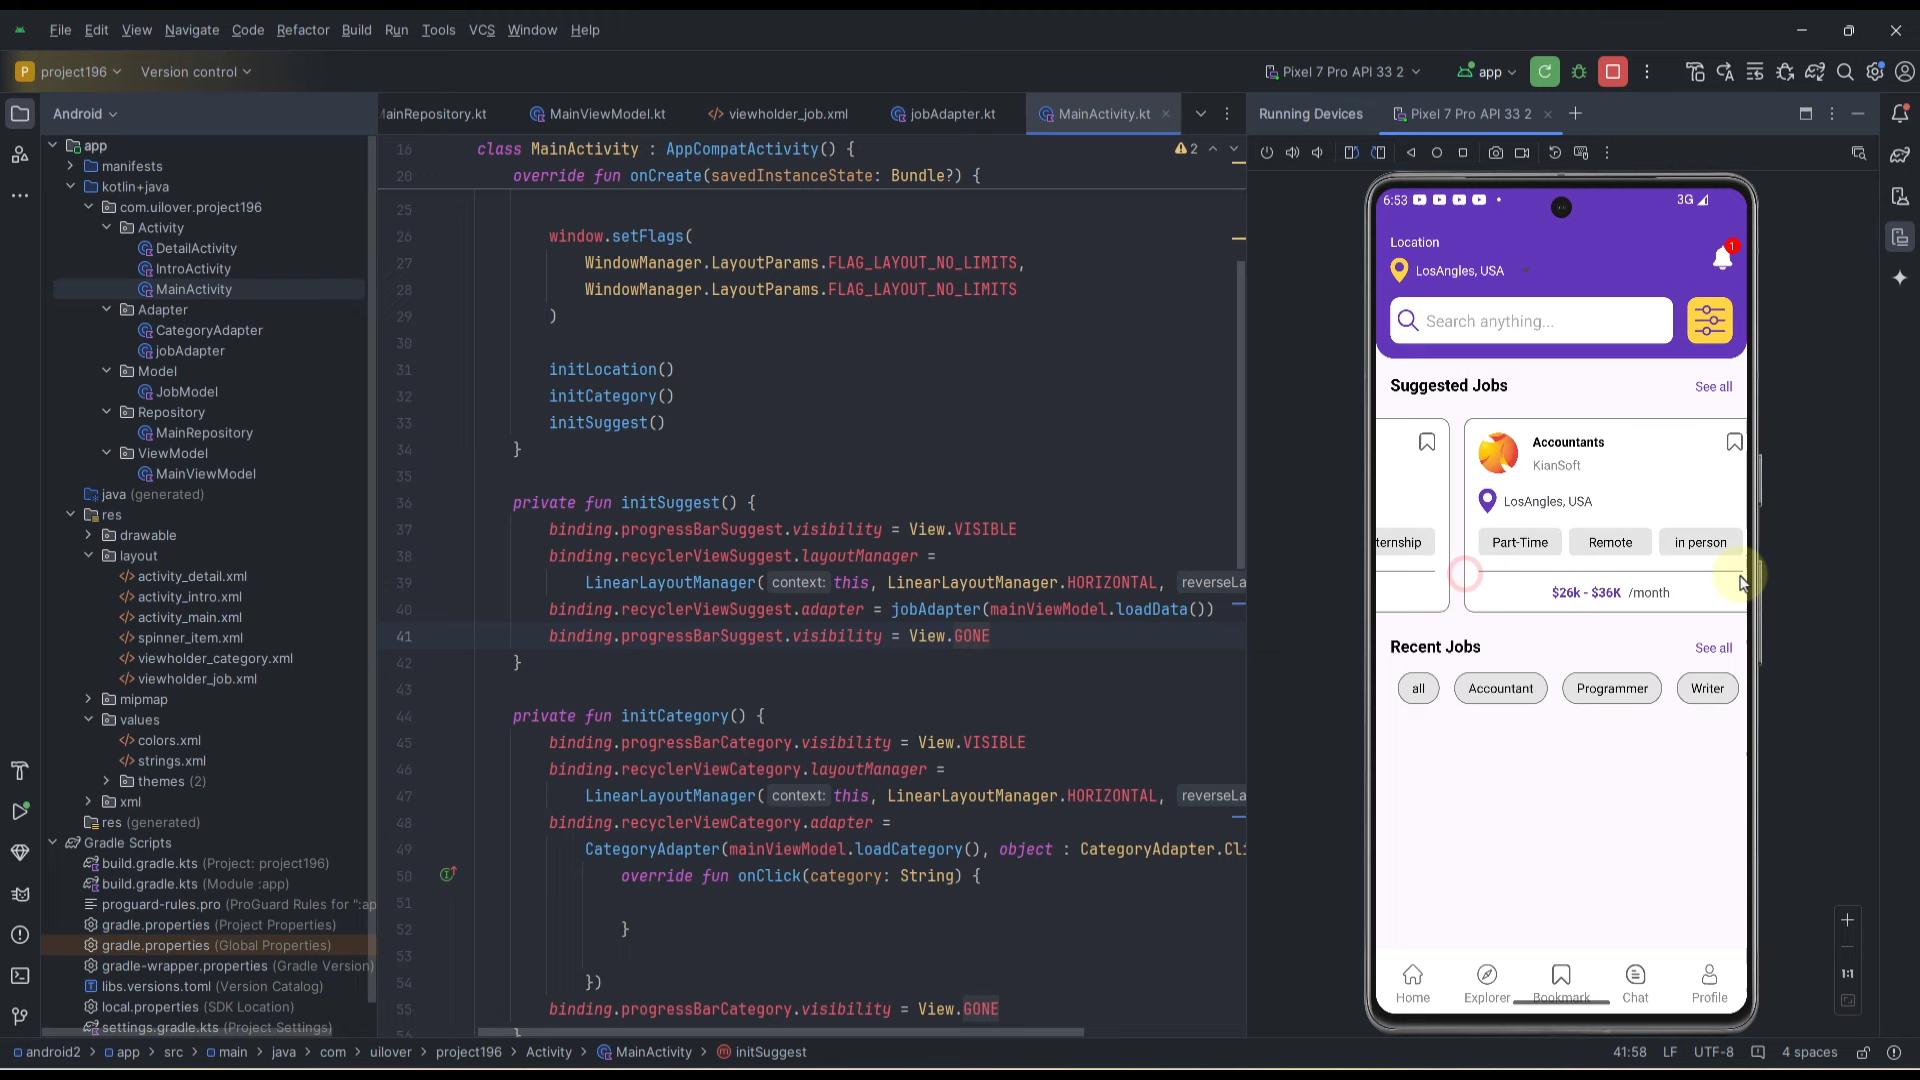 File Edit View Navigate Code Refactor Build Run Tools VCS Window Help
P project196 Version control Pixel 7 Pro API 33 2 app
Android
MainViewModel.kt viewholder_job.xml jobAdapter.kt MainActivity.kt
Running Devices Pixel 7 Pro API 33 2
app
manifests
kotlin+java
com.uilover.project196
Activity
DetailActivity
IntroActivity
MainActivity
Adapter
CategoryAdapter
jobAdapter
Model
JobModel
Repository
MainRepository
ViewModel
MainViewModel
java (generated)
res
drawable
layout
activity_detail.xml
activity_intro.xml
activity_main.xml
spinner_item.xml
viewholder_category.xml
viewholder_job.xml
mipmap
values
colors.xml
strings.xml
themes (2)
xml
res (generated)
Gradle Scripts
build.gradle.kts (Project: project196)
build.gradle.kts (Module :app)
proguard-rules.pro (ProGuard Rules for ":ap
gradle.properties (Project Properties)
gradle.properties (Global Properties)
gradle-wrapper.properties (Gradle Version)
libs.versions.toml (Version Catalog)
local.properties (SDK Location)
settings.gradle.kts (Project Settings)
16 class MainActivity : AppCompatActivity() { 2
20 override fun onCreate(savedInstanceState: Bundle?) {
25
26 window.setFlags(
27 WindowManager.LayoutParams.FLAG_LAYOUT_NO_LIMITS,
28 WindowManager.LayoutParams.FLAG_LAYOUT_NO_LIMITS
29 )
30
31 initLocation()
32 initCategory()
33 initSuggest()
34 }
35
36 private fun initSuggest() {
37 binding.progressBarSuggest.visibility = View.VISIBLE
38 binding.recyclerViewSuggest.layoutManager =
39 LinearLayoutManager( context: this, LinearLayoutManager.HORIZONTAL, reverseLa
40 binding.recyclerViewSuggest.adapter = jobAdapter(mainViewModel.loadData())
41 binding.progressBarSuggest.visibility = View.GONE
42 }
43
44 private fun initCategory() {
45 binding.progressBarCategory.visibility = View.VISIBLE
46 binding.recyclerViewCategory.layoutManager =
47 LinearLayoutManager( context: this, LinearLayoutManager.HORIZONTAL, reverseLa
48 binding.recyclerViewCategory.adapter =
49 CategoryAdapter(mainViewModel.loadCategory(), object : CategoryAdapter.Cli
50 override fun onClick(category: String) {
51
52 }
53
54 })
55 binding.progressBarCategory.visibility = View.GONE
6:53 3G
Location
LosAngles, USA 1
Search anything...
Suggested Jobs See all
Accountants
KianSoft
LosAngles, USA
ternship Part-Time Remote in person
$26k - $36K /month
Recent Jobs See all
all Accountant Programmer Writer
Home Explorer Bookmark Chat Profile
1:1
android2 > app > src > main > java > com > uilover > project196 > Activity > MainActivity > initSuggest
41:58 LF UTF-8 4 spaces